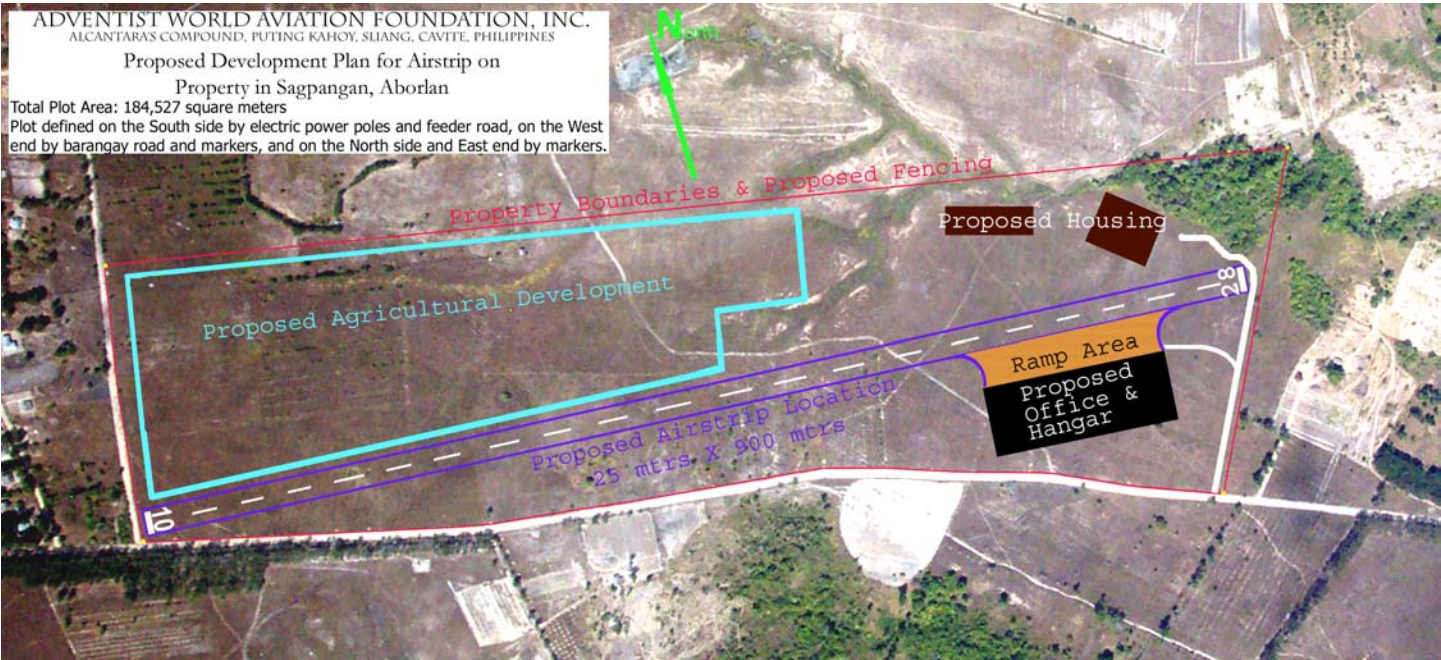 ADVENTIST WORLD AVIATION FOUNDATION, INC.
ALCANTARA'S COMPOUND, PUTING KAHOY, SLIANG, CAVITE, PHILIPPINES
Proposed Development Plan for Airstrip on
Property in Sagpangan, Aborlan
Total Plot Area: 184,527 square meters
Plot defined on the South side by electric power poles and feeder road, on the West
end by barangay road and markers, and on the North side and East end by markers.
North
Property Boundaries & Proposed Fencing
Proposed Housing
Proposed Agricultural Development
28
Ramp Area
Proposed
Office &
Hangar
Proposed Airstrip Location
25 mtrs X 900 mtrs
10